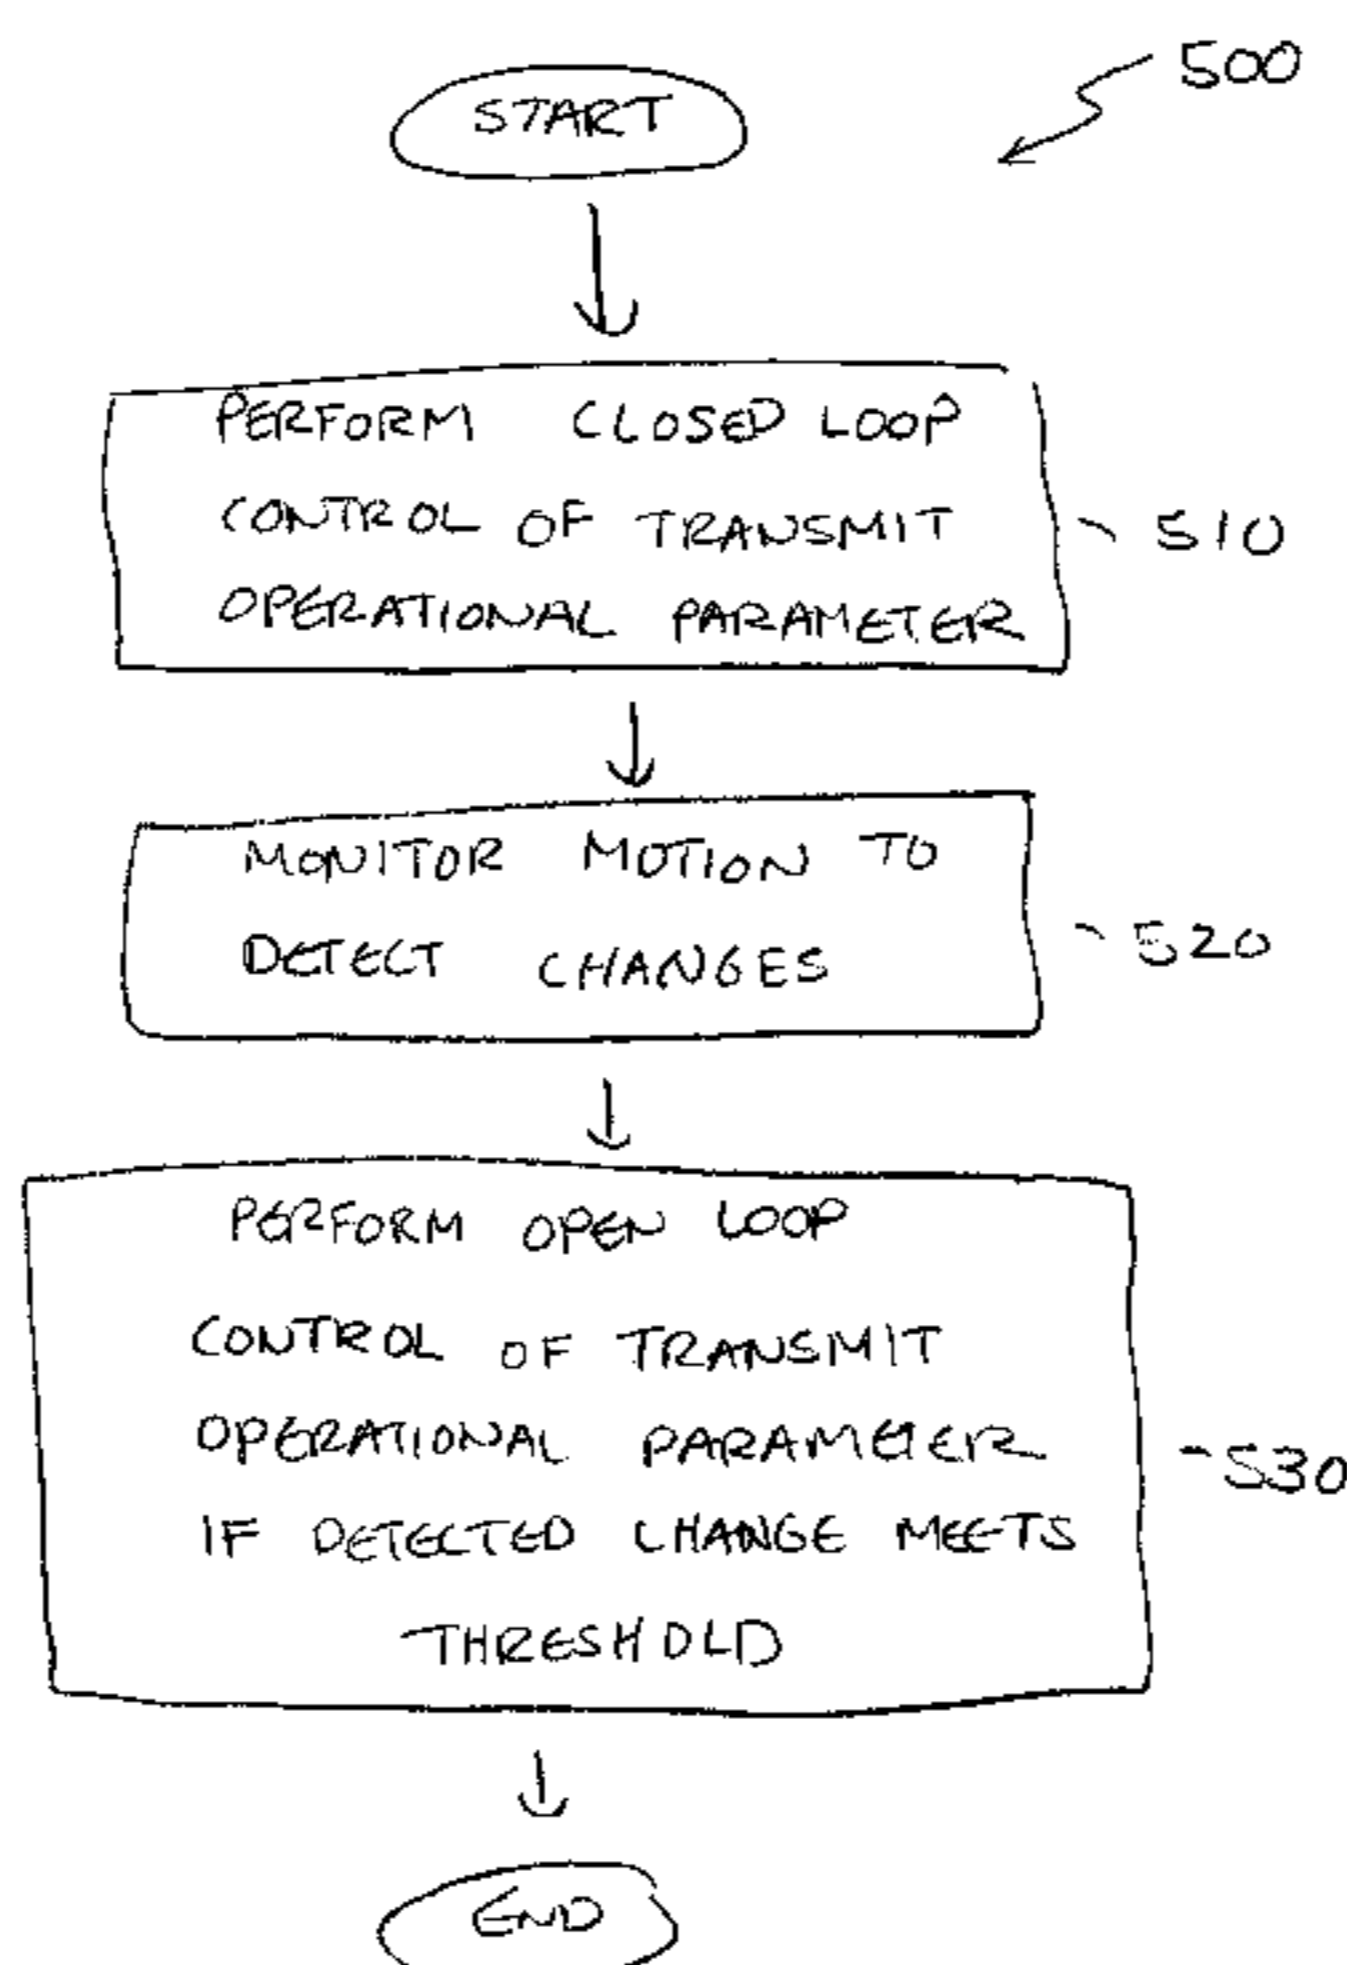 500
START
PERFORM CLOSED LOOP
CONTROL OF TRANSMIT
OPERATIONAL PARAMETER
510
MONITOR MOTION TO
DETECT CHANGES
520
PERFORM OPEN LOOP
CONTROL OF TRANSMIT
OPERATIONAL PARAMETER
IF DETECTED CHANGE MEETS
THRESHOLD
530
END